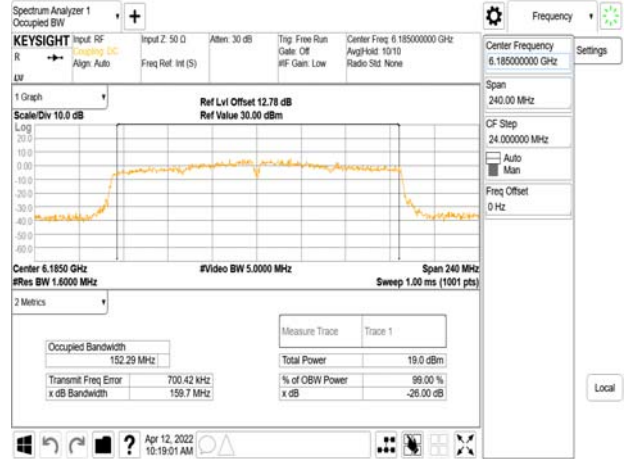 Spectrum Analyzer 1
Occupied BW
Frequency
KEYSIGHT
Input: RF
Coupling: DC
Align: Auto
Input Z: 50 Ω
Freq Ref: Int (S)
Atten: 30 dB
Trig: Free Run
Gate: Off
#IF Gain: Low
Center Freq: 6.185000000 GHz
Avg|Hold: 10/10
Radio Std: None
R
Center Frequency
6.185000000 GHz
Settings
Span
240.00 MHz
CF Step
24.000000 MHz
Auto
Man
Freq Offset
0 Hz
Local
1 Graph
Scale/Div 10.0 dB
Ref Lvl Offset 12.78 dB
Ref Value 30.00 dBm
Log
20.0
10.0
0.00
-10.0
-20.0
-30.0
-40.0
-50.0
-60.0
Center 6.1850 GHz
#Res BW 1.6000 MHz
#Video BW 5.0000 MHz
Span 240 MHz
Sweep 1.00 ms (1001 pts)
2 Metrics
Measure Trace
Trace 1
Occupied Bandwidth
152.29 MHz
Total Power
19.0 dBm
Transmit Freq Error
700.42 kHz
% of OBW Power
99.00 %
x dB Bandwidth
159.7 MHz
x dB
-26.00 dB
Apr 12, 2022
10:19:01 AM